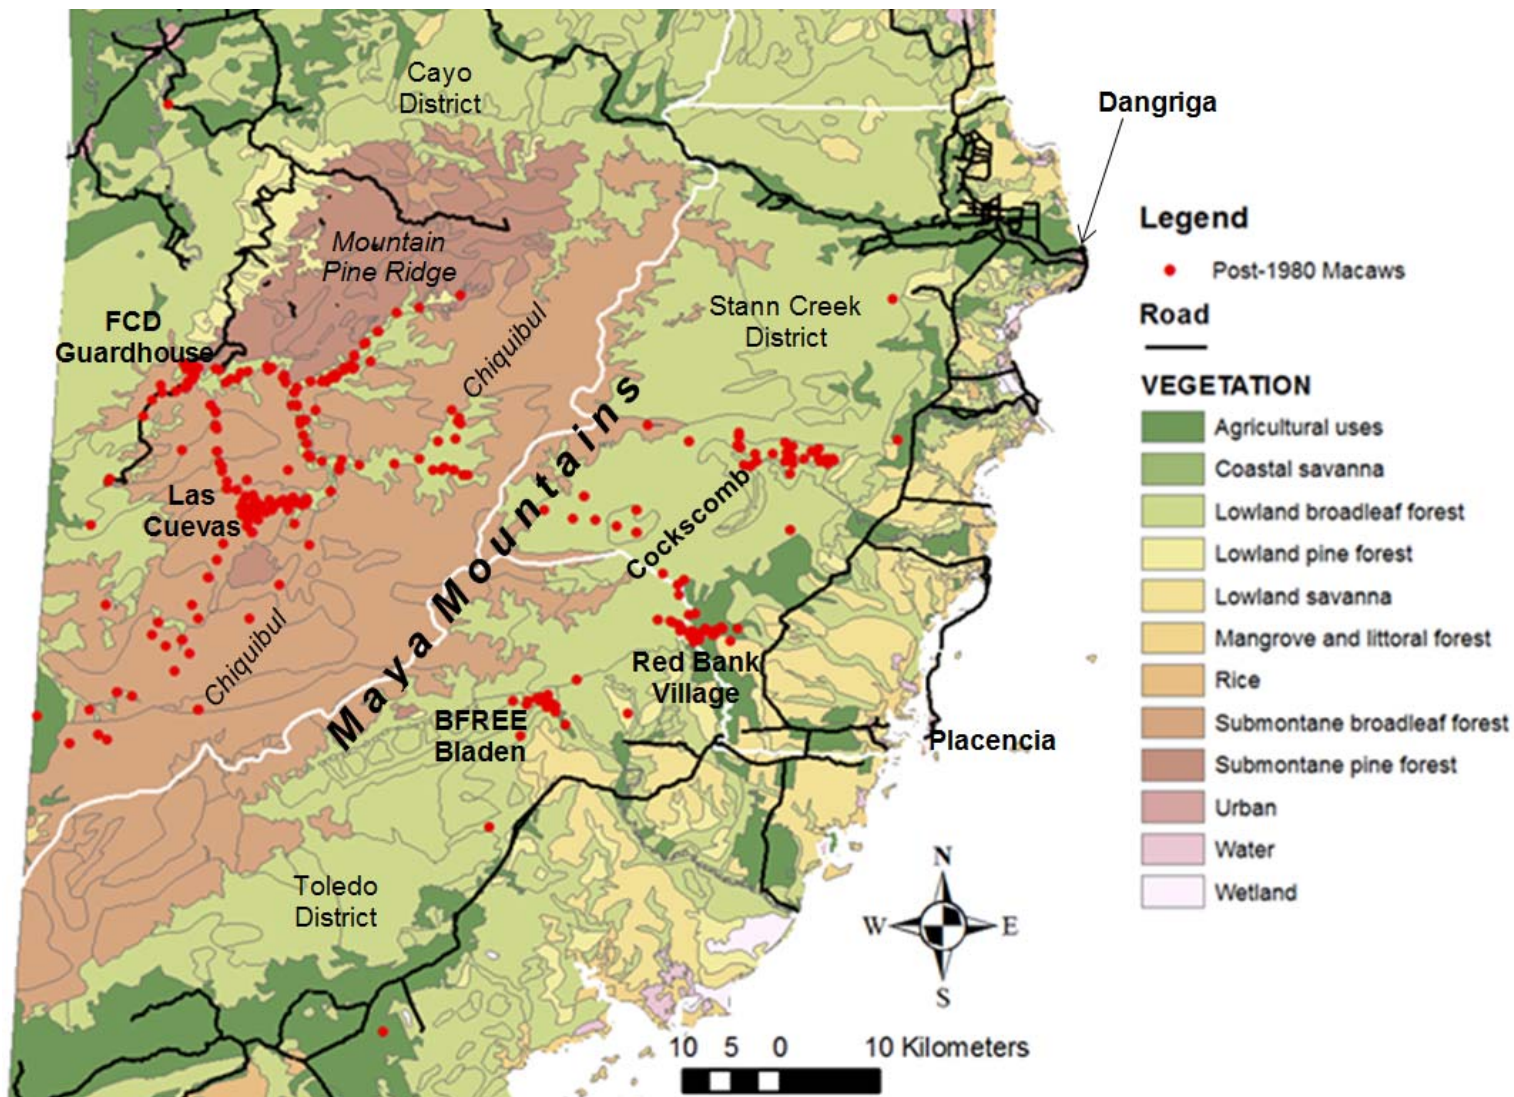 Cayo
District
Dangriga
Legend
Post-1980 Macaws
Road
VEGETATION
Agricultural uses
Coastal savanna
Lowland broadleaf forest
Lowland pine forest
Lowland savanna
Mangrove and littoral forest
Rice
Submontane broadleaf forest
Submontane pine forest
Urban
Water
Wetland
Mountain
Pine Ridge
FCD
Guardhouse
Chiquibul
Stann Creek
District
Maya Mountains
Las
Cuevas
Cockscomb
Chiquibul
Red Bank
Village
BFREE
Bladen
Placencia
Toledo
District
N
W E
S
10 5 0 10 Kilometers